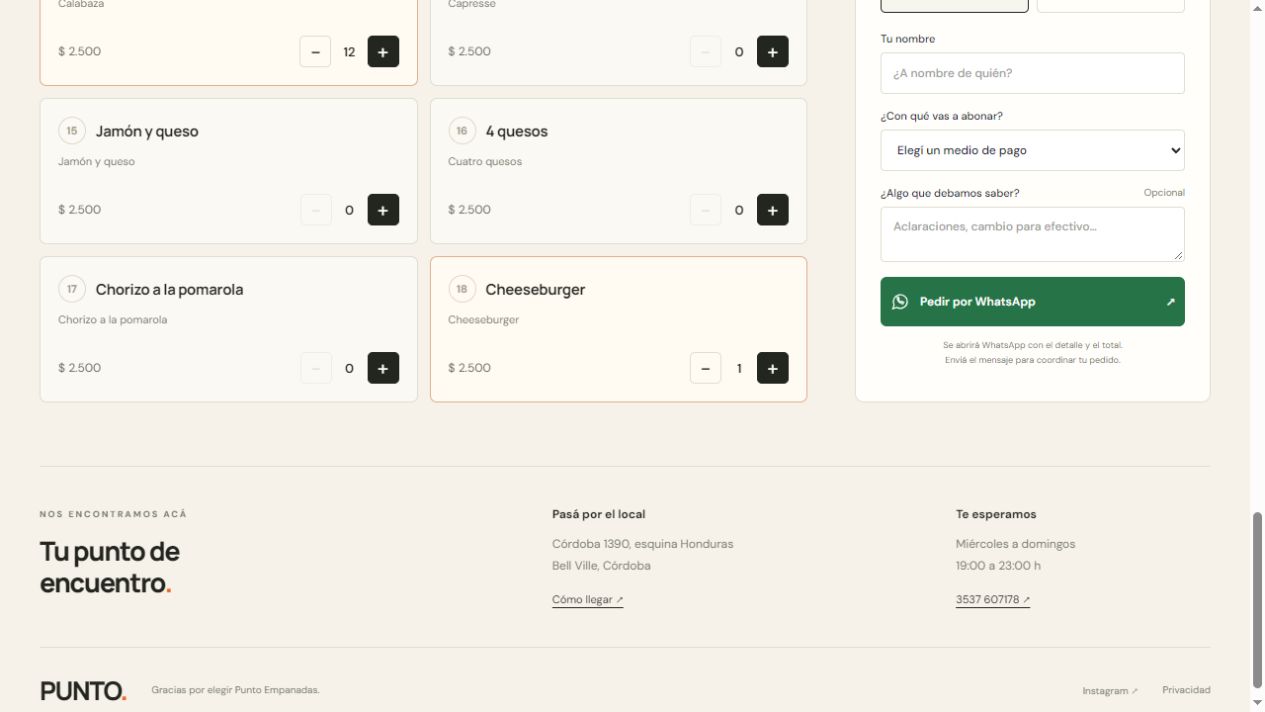 Calabaza
$ 2.500
− 12 +
Capresse
$ 2.500
− 0 +
15 Jamón y queso
Jamón y queso
$ 2.500
− 0 +
16 4 quesos
Cuatro quesos
$ 2.500
− 0 +
17 Chorizo a la pomarola
Chorizo a la pomarola
$ 2.500
− 0 +
18 Cheeseburger
Cheeseburger
$ 2.500
− 1 +
Tu nombre
¿A nombre de quién?
¿Con qué vas a abonar?
Elegí un medio de pago
¿Algo que debamos saber? Opcional
Aclaraciones, cambio para efectivo…
Pedir por WhatsApp ↗
Se abrirá WhatsApp con el detalle y el total.
Enviá el mensaje para coordinar tu pedido.
NOS ENCONTRAMOS ACÁ
Tu punto de
encuentro.
Pasá por el local
Córdoba 1390, esquina Honduras
Bell Ville, Córdoba
Cómo llegar ↗
Te esperamos
Miércoles a domingos
19:00 a 23:00 h
3537 607178 ↗
PUNTO.
Gracias por elegir Punto Empanadas.
Instagram ↗
Privacidad